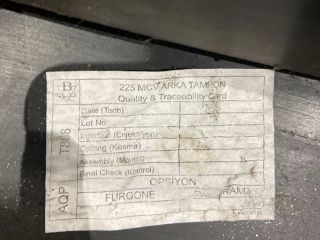 B
225 MCV ARKA TAMPON
Quality & Traceability Card
Date (Tarih)
Lot No
Injection (Enjeksiyon)
Cutting (Kesme)
Assembly (Montaj)
Final Check (Kontrol)
OPSİYON
FURGONE
AQP